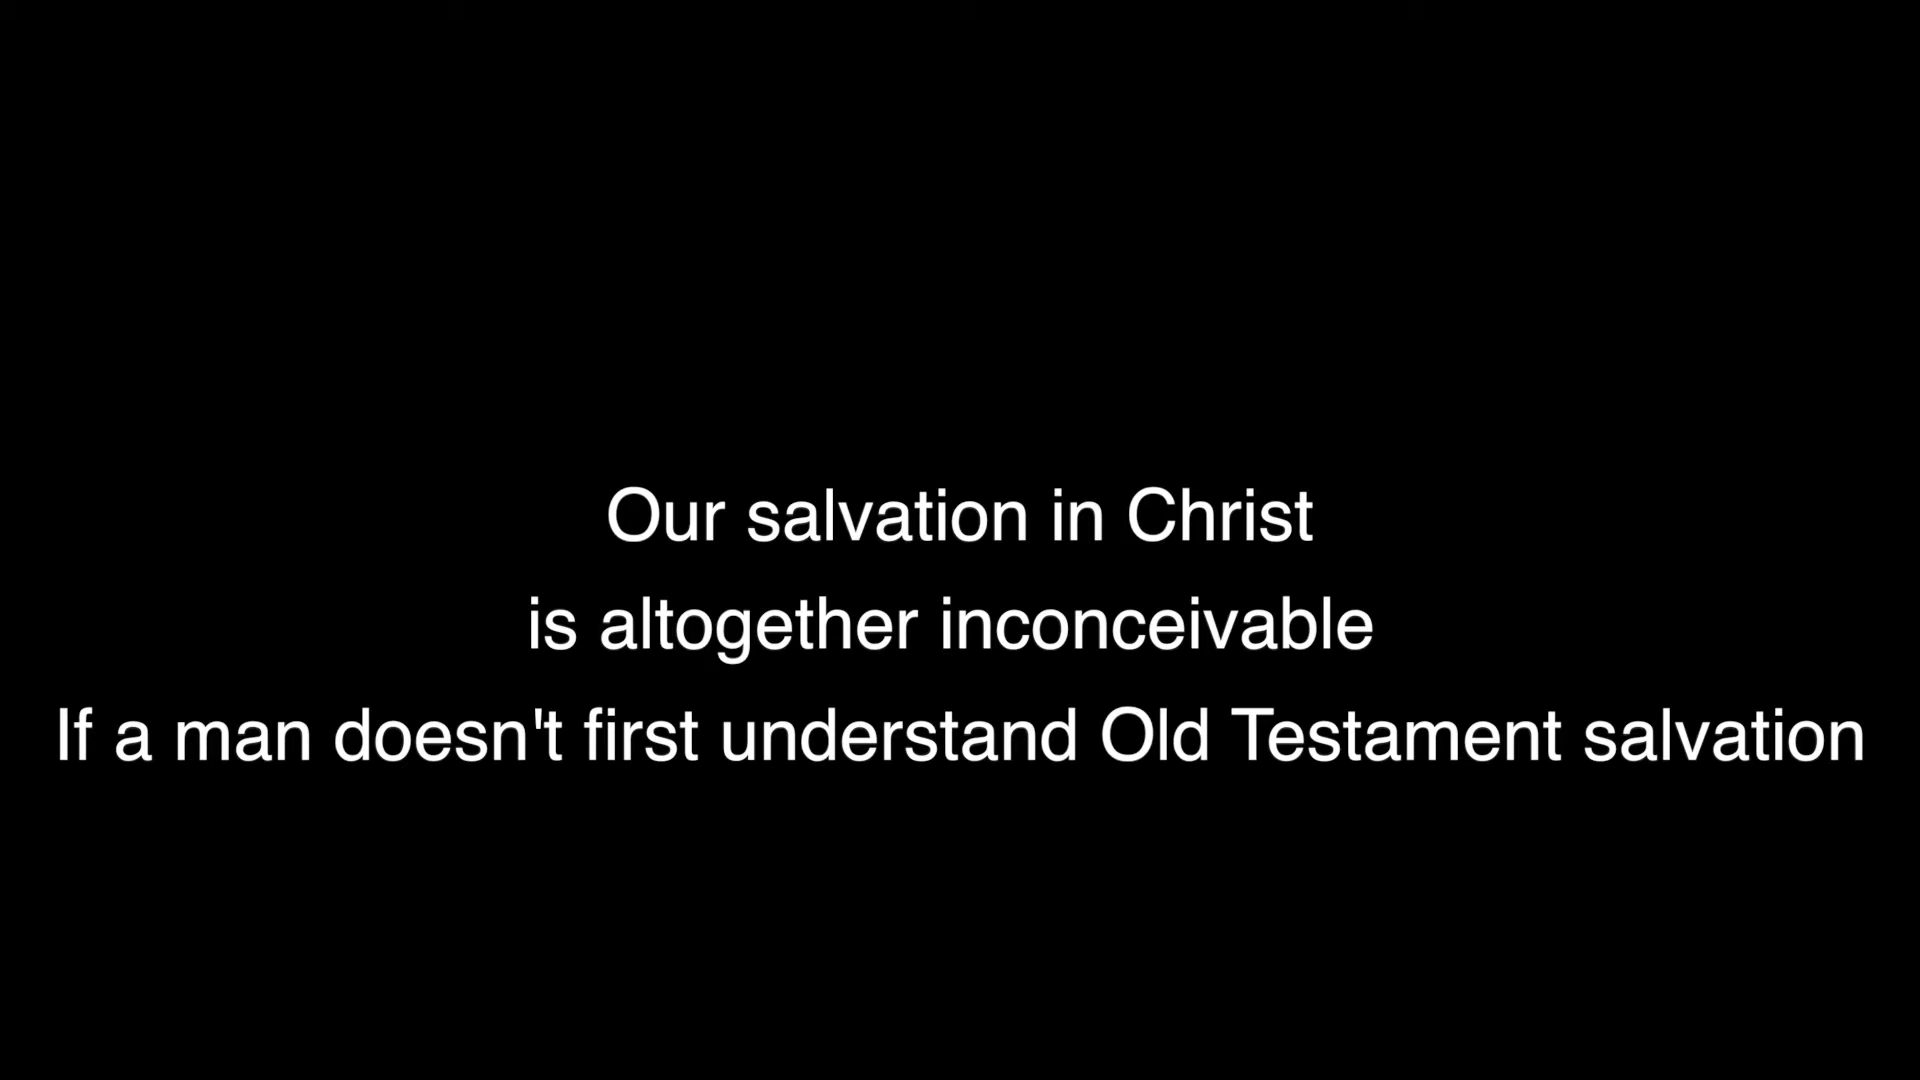 Our salvation in Christ
is altogether inconceivable
If a man doesn't first understand Old Testament salvation